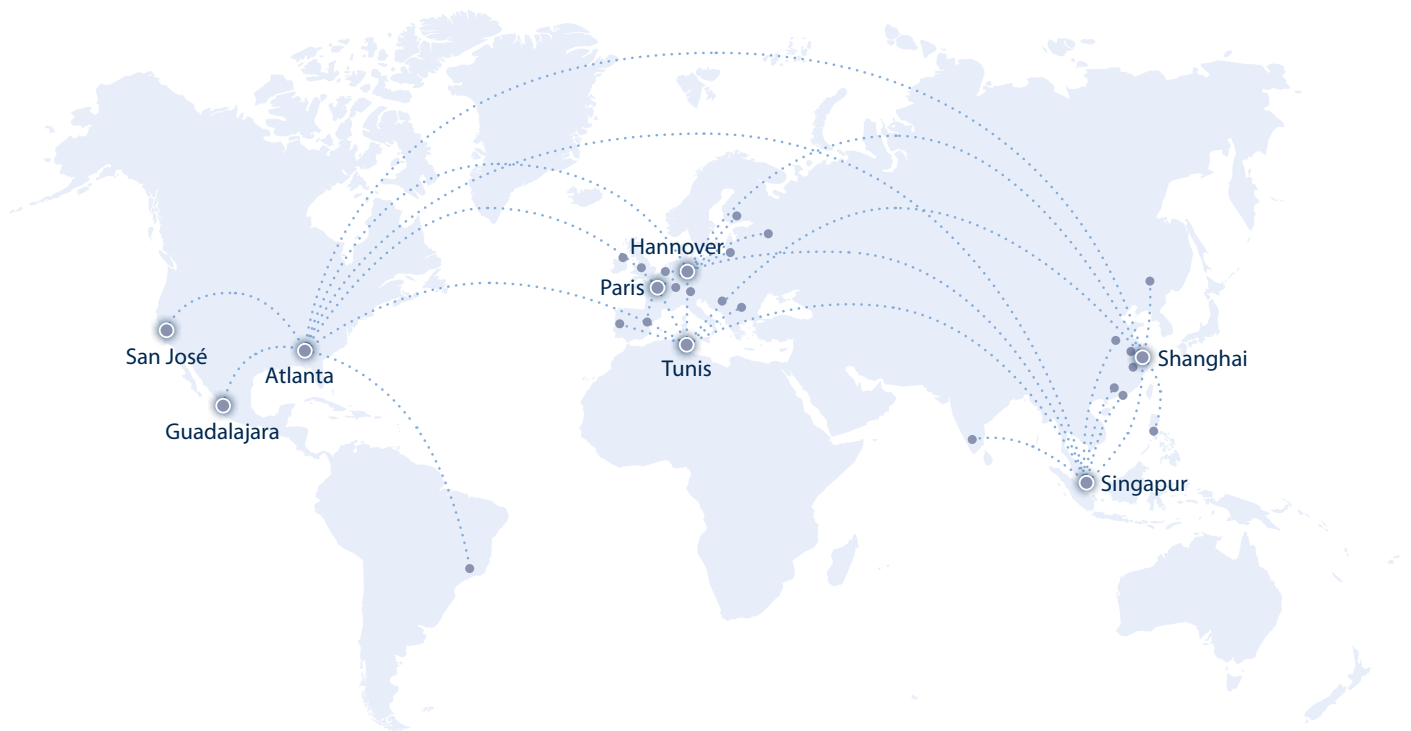 Hannover
Paris
San José
Atlanta
Tunis
Shanghai
Guadalajara
Singapur